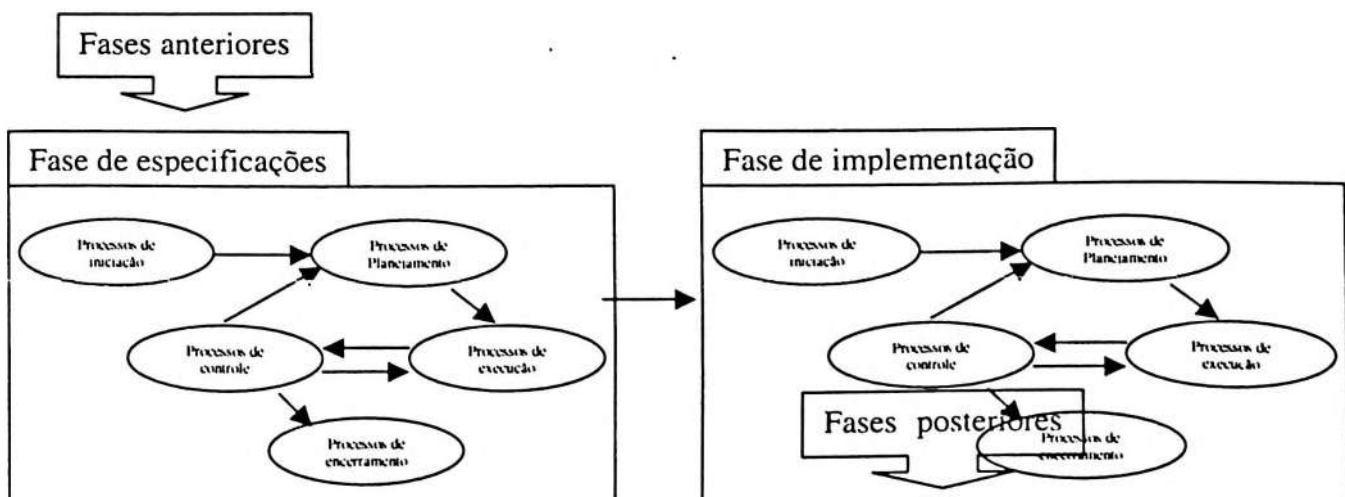 Fases anteriores
Fase de especificações
Processos de
iniciação
Processos de
Planejamento
Processos de
controle
Processos de
execução
Processos de
encerramento
Fase de implementação
Processos de
iniciação
Processos de
Planejamento
Processos de
controle
Processos de
execução
Fases posteriores
Processos de
encerramento